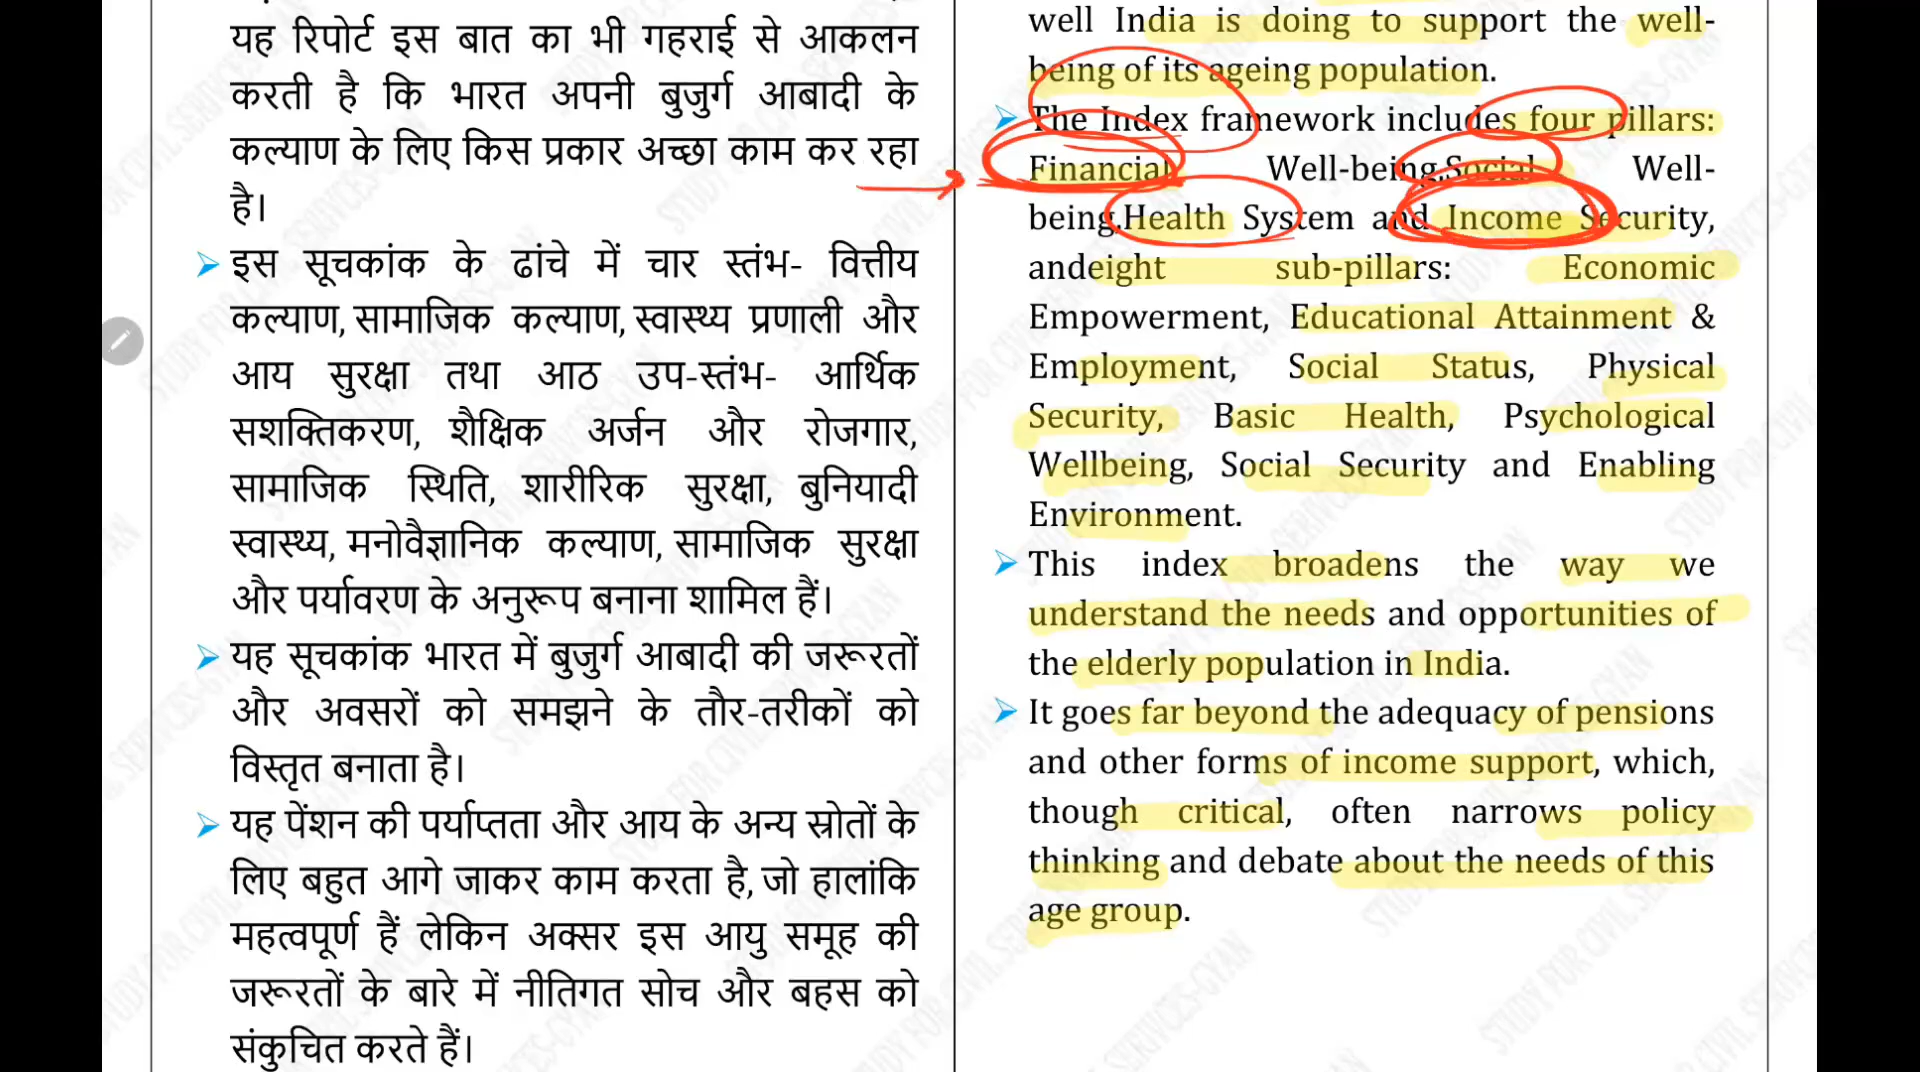 यह रिपोर्ट इस बात का भी गहराई से आकलन
करती है कि भारत अपनी बुजुर्ग आबादी के
कल्याण के लिए किस प्रकार अच्छा काम कर रहा
है।
इस सूचकांक के ढांचे में चार स्तंभ- वित्तीय
कल्याण, सामाजिक कल्याण, स्वास्थ्य प्रणाली और
आय सुरक्षा तथा आठ उप-स्तंभ- आर्थिक
सशक्तिकरण, शैक्षिक अर्जन और रोजगार,
सामाजिक स्थिति, शारीरिक सुरक्षा, बुनियादी
स्वास्थ्य, मनोवैज्ञानिक कल्याण, सामाजिक सुरक्षा
और पर्यावरण के अनुरूप बनाना शामिल हैं।
यह सूचकांक भारत में बुजुर्ग आबादी की जरूरतों
और अवसरों को समझने के तौर-तरीकों को
विस्तृत बनाता है।
यह पेंशन की पर्याप्तता और आय के अन्य स्रोतों के
लिए बहुत आगे जाकर काम करता है, जो हालांकि
महत्वपूर्ण हैं लेकिन अक्सर इस आयु समूह की
जरूरतों के बारे में नीतिगत सोच और बहस को
संकुचित करते हैं।
well India is doing to support the well-
being of its ageing population.
The Index framework includes four pillars:
Financial Well-being,Social Well-
being,Health System and Income Security,
andeight sub-pillars: Economic
Empowerment, Educational Attainment &
Employment, Social Status, Physical
Security, Basic Health, Psychological
Wellbeing, Social Security and Enabling
Environment.
This index broadens the way we
understand the needs and opportunities of
the elderly population in India.
It goes far beyond the adequacy of pensions
and other forms of income support, which,
though critical, often narrows policy
thinking and debate about the needs of this
age group.